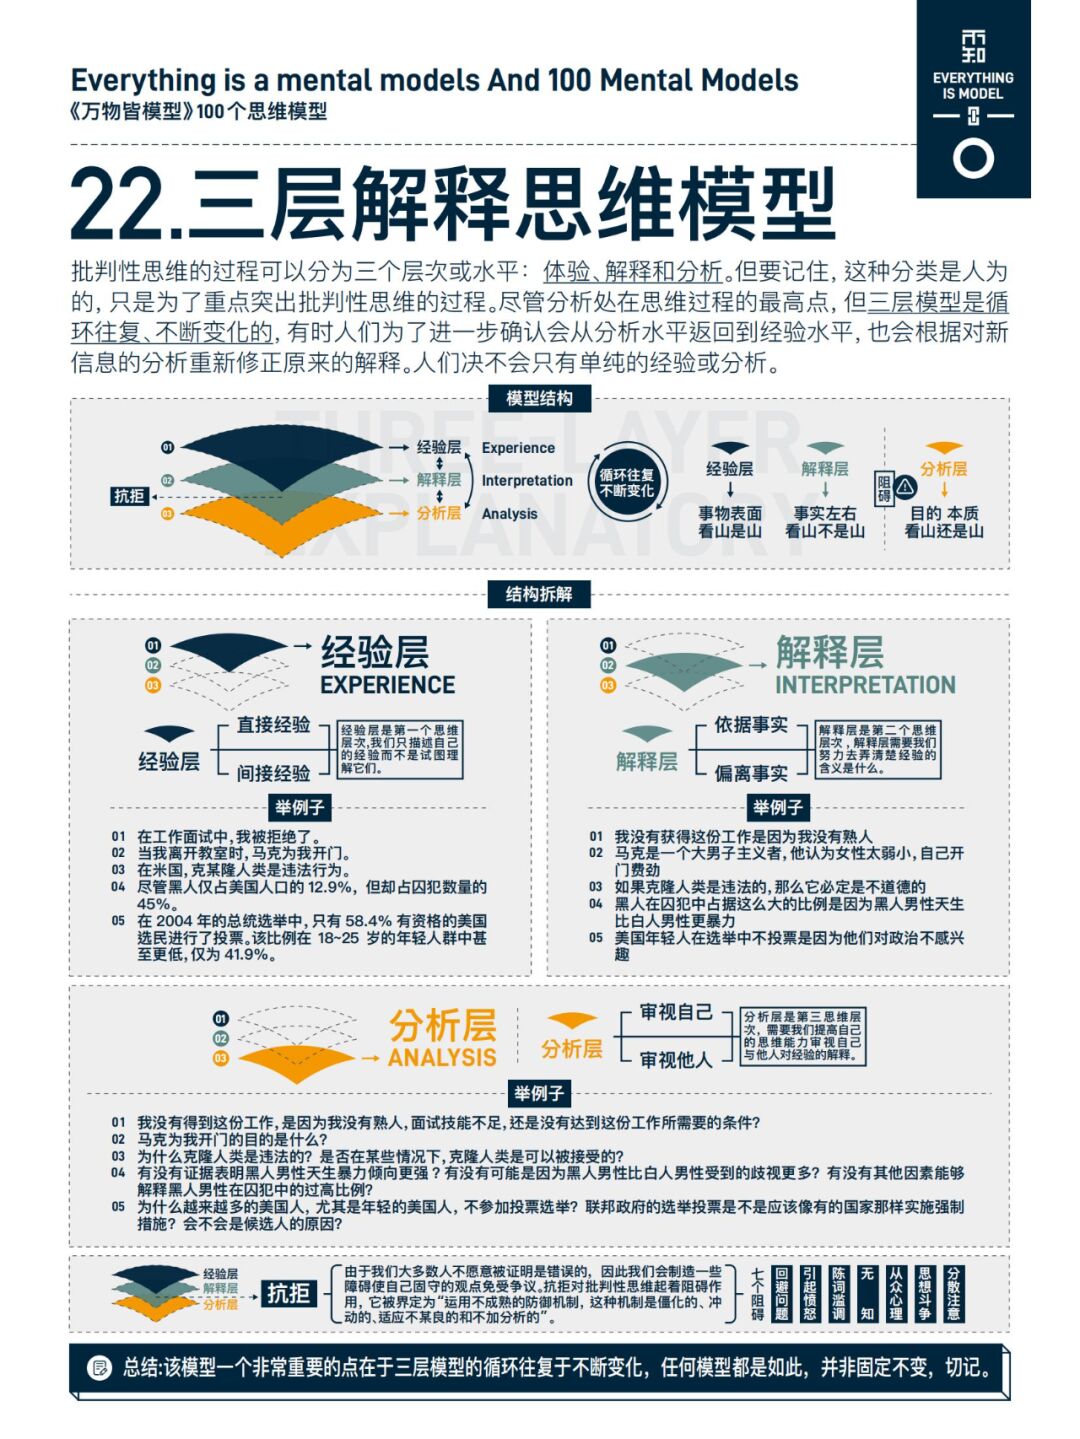 雨知
EVERYTHING
IS MODEL
Everything is a mental models And 100 Mental Models
《万物皆模型》100个思维模型
22.三层解释思维模型
批判性思维的过程可以分为三个层次或水平：体验、解释和分析。但要记住，这种分类是人为
的，只是为了重点突出批判性思维的过程。尽管分析处在思维过程的最高点，但三层模型是循
环往复、不断变化的，有时人们为了进一步确认会从分析水平返回到经验水平，也会根据对新
信息的分析重新修正原来的解释。人们决不会只有单纯的经验或分析。
模型结构
THREE-LAYER
EXPLANATORY
01
02
03
抗拒
经验层 Experience
解释层 Interpretation
分析层 Analysis
循环往复
不断变化
经验层
事物表面
看山是山
解释层
事实左右
看山不是山
阻碍
分析层
目的 本质
看山还是山
结构拆解
01
02
03
经验层
EXPERIENCE
经验层
直接经验
间接经验
经验层是第一个思维
层次,我们只描述自己
的经验而不是试图理
解它们。
举例子
01 在工作面试中,我被拒绝了。
02 当我离开教室时,马克为我开门。
03 在米国,克某隆人类是违法行为。
04 尽管黑人仅占美国人口的 12.9%，但却占囚犯数量的
45%。
05 在 2004 年的总统选举中,只有 58.4% 有资格的美国
选民进行了投票。该比例在 18~25 岁的年轻人群中甚
至更低,仅为 41.9%。
01
02
03
解释层
INTERPRETATION
解释层
依据事实
偏离事实
解释层是第二个思维
层次，解释层需要我们
努力去弄清楚经验的
含义是什么。
举例子
01 我没有获得这份工作是因为我没有熟人
02 马克是一个大男子主义者,他认为女性太弱小,自己开
门费劲
03 如果克隆人类是违法的,那么它必定是不道德的
04 黑人在囚犯中占据这么大的比例是因为黑人男性天生
比白人男性更暴力
05 美国年轻人在选举中不投票是因为他们对政治不感兴
趣
01
02
03
分析层
ANALYSIS
分析层
审视自己
审视他人
分析层是第三思维层
次，需要我们提高自己
的思维能力审视自己
与他人对经验的解释。
举例子
01 我没有得到这份工作,是因为我没有熟人,面试技能不足,还是没有达到这份工作所需要的条件？
02 马克为我开门的目的是什么？
03 为什么克隆人类是违法的？是否在某些情况下,克隆人类是可以被接受的？
04 有没有证据表明黑人男性天生暴力倾向更强？有没有可能是因为黑人男性比白人男性受到的歧视更多？有没有其他因素能够
解释黑人男性在囚犯中的过高比例？
05 为什么越来越多的美国人，尤其是年轻的美国人，不参加投票选举？联邦政府的选举投票是不是应该像有的国家那样实施强制
措施？会不会是候选人的原因？
经验层
解释层
分析层
抗拒
由于我们大多数人不愿意被证明是错误的，因此我们会制造一些
障碍使自己固守的观点免受争议。抗拒对批判性思维起着阻碍作
用，它被界定为“运用不成熟的防御机制，这种机制是僵化的、冲
动的、适应不某良的和不加分析的”。
七个阻碍
回避问题
引起愤怒
陈词滥调
无知
从众心理
思想斗争
分散注意
总结:该模型一个非常重要的点在于三层模型的循环往复于不断变化，任何模型都是如此，并非固定不变，切记。